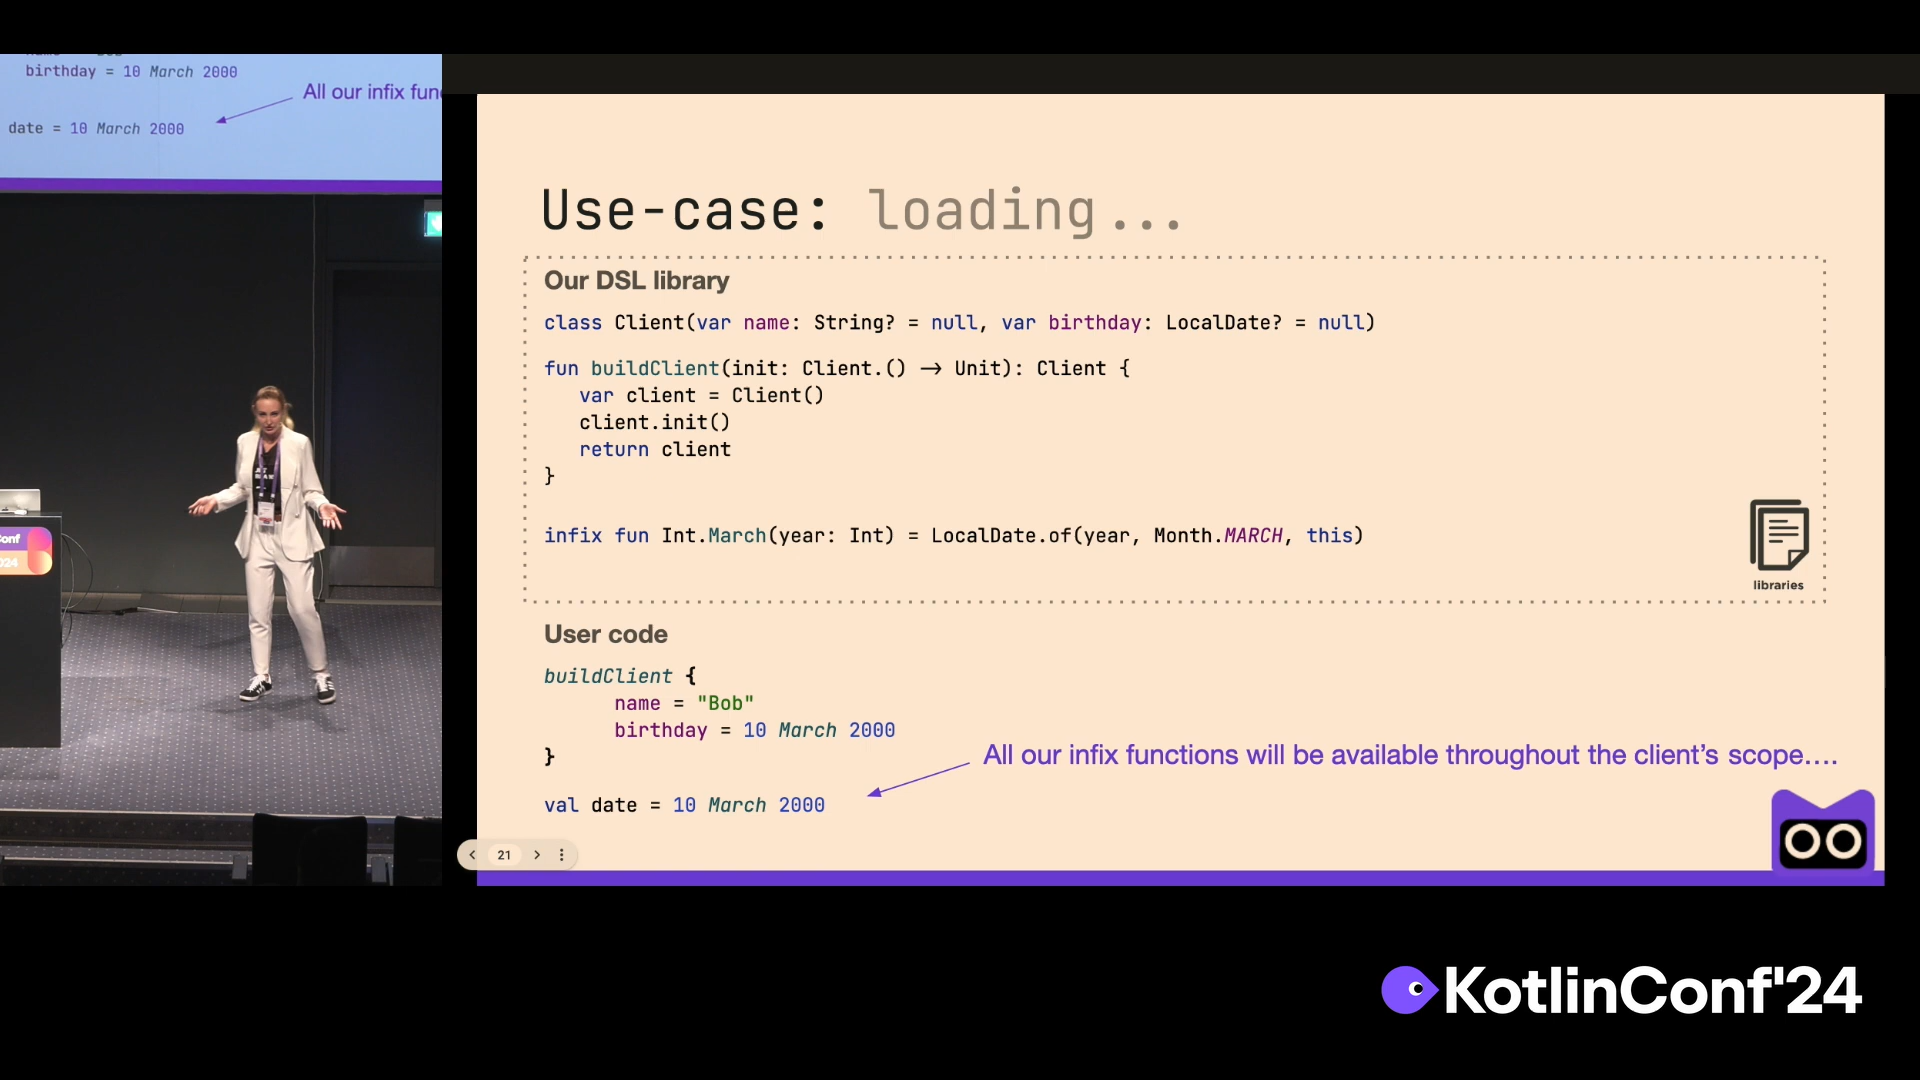 birthday = 10 March 2000
All our infix fun
date = 10 March 2000
onf
024
Use-case: loading...
Our DSL library
class Client(var name: String? = null, var birthday: LocalDate? = null)
fun buildClient(init: Client.() → Unit): Client {
var client = Client()
client.init()
return client
}
infix fun Int.March(year: Int) = LocalDate.of(year, Month.MARCH, this)
libraries
User code
buildClient {
name = "Bob"
birthday = 10 March 2000
}
All our infix functions will be available throughout the client's scope....
val date = 10 March 2000
21
KotlinConf'24